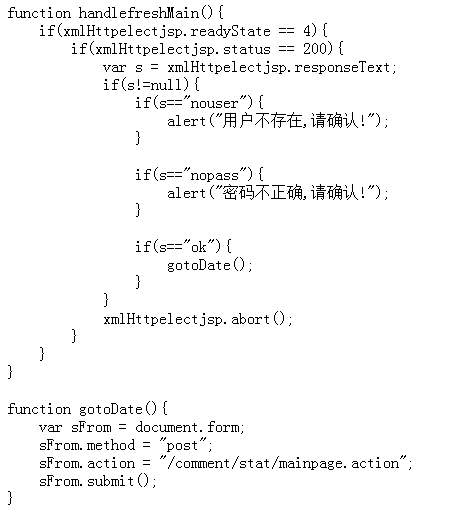 function handlefreshMain(){
    if(xmlHttpelectjsp.readyState == 4){
        if(xmlHttpelectjsp.status == 200){
            var s = xmlHttpelectjsp.responseText;
            if(s!=null){
                if(s=="nouser"){
                    alert("用户不存在,请确认!");
                }
                if(s=="nopass"){
                    alert("密码不正确,请确认!");
                }
                if(s=="ok"){
                    gotoDate();
                }
            }
            xmlHttpelectjsp.abort();
        }
    }
}
function gotoDate(){
    var sFrom = document.form;
    sFrom.method = "post";
    sFrom.action = "/comment/stat/mainpage.action";
    sFrom.submit();
}